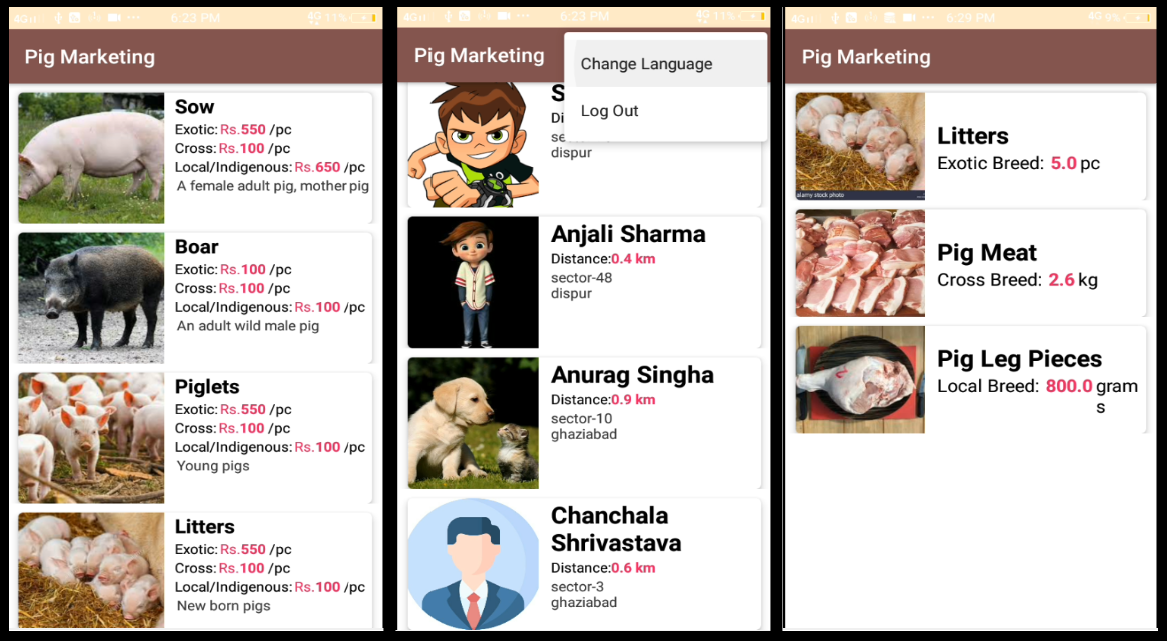 4G
6:23 PM
4G 11%
Pig Marketing
Sow
Exotic: Rs.550 /pc
Cross: Rs.100 /pc
Local/Indigenous: Rs.650 /pc
A female adult pig, mother pig
Boar
Exotic: Rs.100 /pc
Cross: Rs.100 /pc
Local/Indigenous: Rs.100 /pc
An adult wild male pig
Piglets
Exotic: Rs.550 /pc
Cross: Rs.100 /pc
Local/Indigenous: Rs.100 /pc
Young pigs
Litters
Exotic: Rs.550 /pc
Cross: Rs.100 /pc
Local/Indigenous: Rs.100 /pc
New born pigs
4G
6:23 PM
4G 11%
Pig Marketing
Change Language
Log Out
S
Di
se
dispur
Anjali Sharma
Distance:0.4 km
sector-48
dispur
Anurag Singha
Distance:0.9 km
sector-10
ghaziabad
Chanchala
Shrivastava
Distance:0.6 km
sector-3
ghaziabad
4G
6:29 PM
4G 9%
Pig Marketing
alamy stock photo
Litters
Exotic Breed: 5.0 pc
Pig Meat
Cross Breed: 2.6 kg
Pig Leg Pieces
Local Breed: 800.0 gram
s